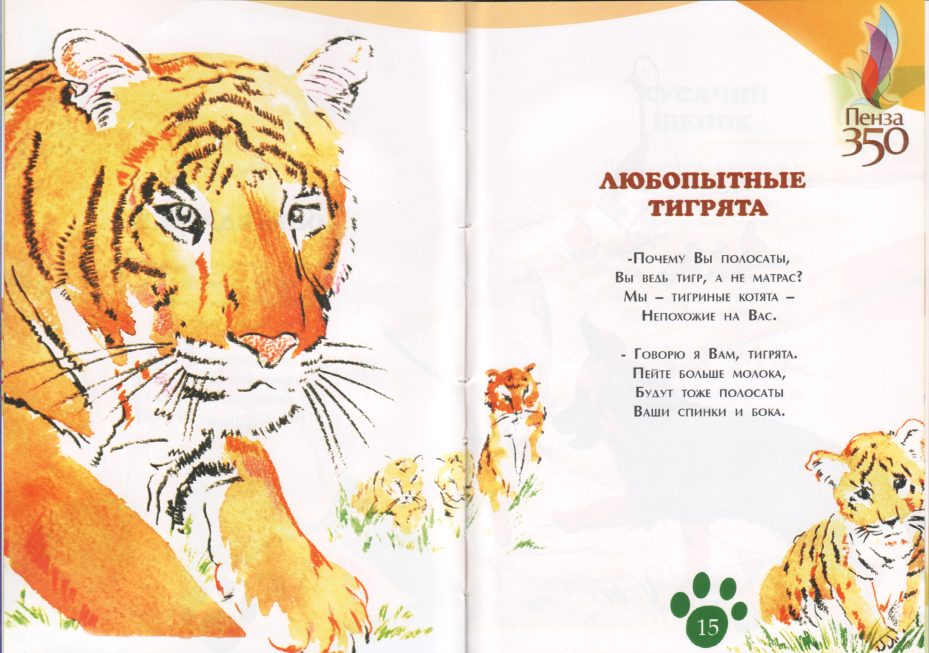 Пенза
350
ЛЮБОПЫТНЫЕ
ТИГРЯТА
-Почему Вы полосаты,
Вы ведь тигр, а не матрас?
Мы – тигриные котята –
Непохожие на Вас.
- Говорю я Вам, тигрята.
Пейте больше молока,
Будут тоже полосаты
Ваши спинки и бока.
15